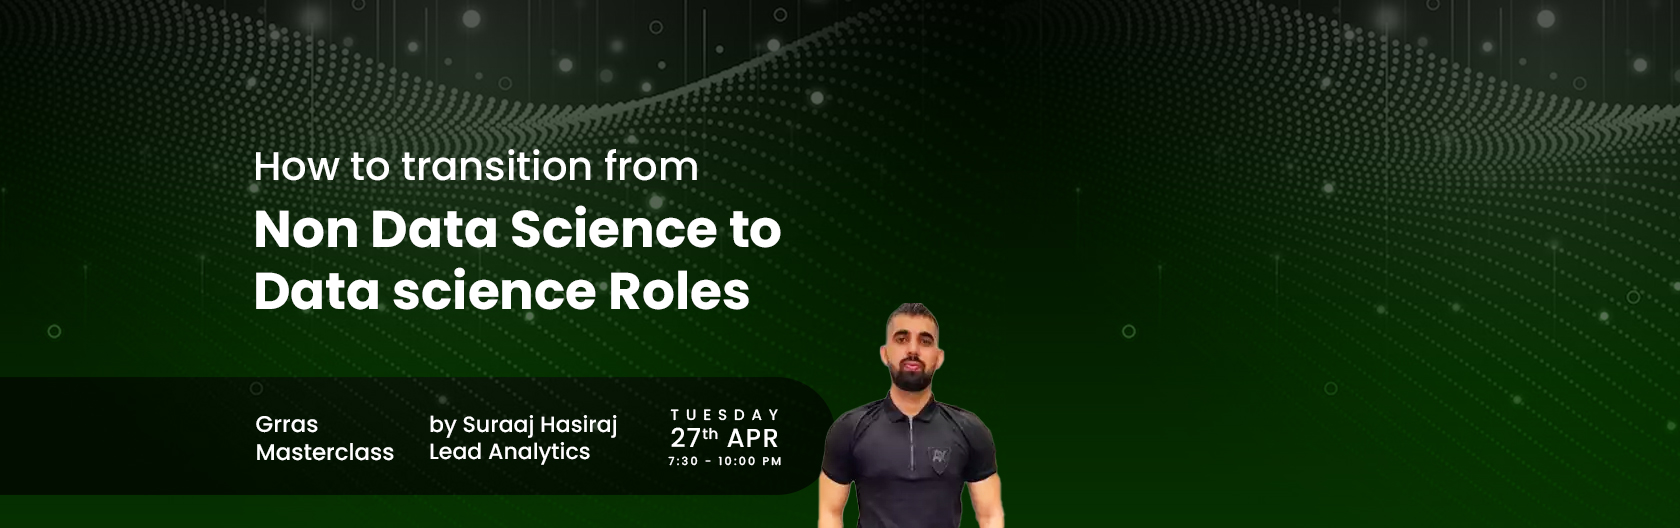 How to transition from
Non Data Science to
Data science Roles
Grras
Masterclass
by Suraaj Hasiraj
Lead Analytics
TUESDAY
27th APR
7:30 - 10:00 PM